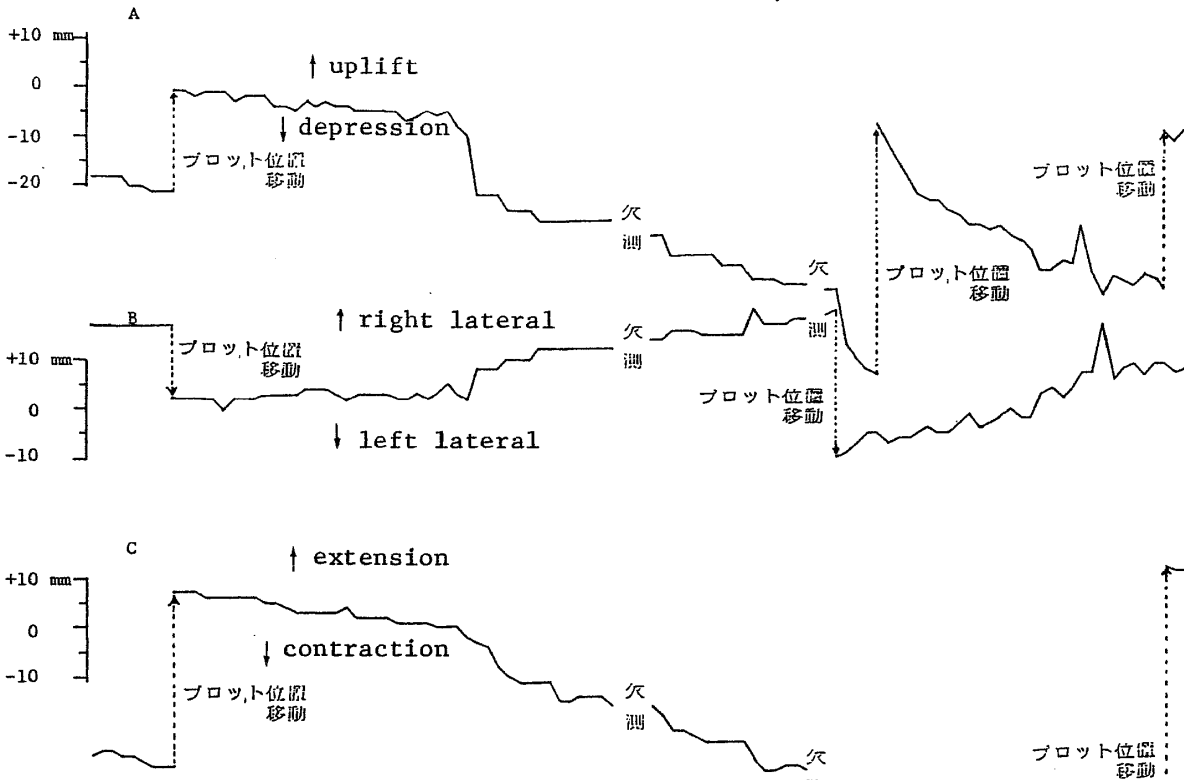 A
+10 mm
0
-10
-20
↑ uplift
↓ depression
プロット位置
移動
欠
測
欠
測
プロット位置
移動
プロット位置
移動
B
+10 mm
0
-10
↑ right lateral
↓ left lateral
プロット位置
移動
欠
測
プロット位置
移動
C
+10 mm
0
-10
↑ extension
↓ contraction
プロット位置
移動
欠
測
欠
プロット位置
移動